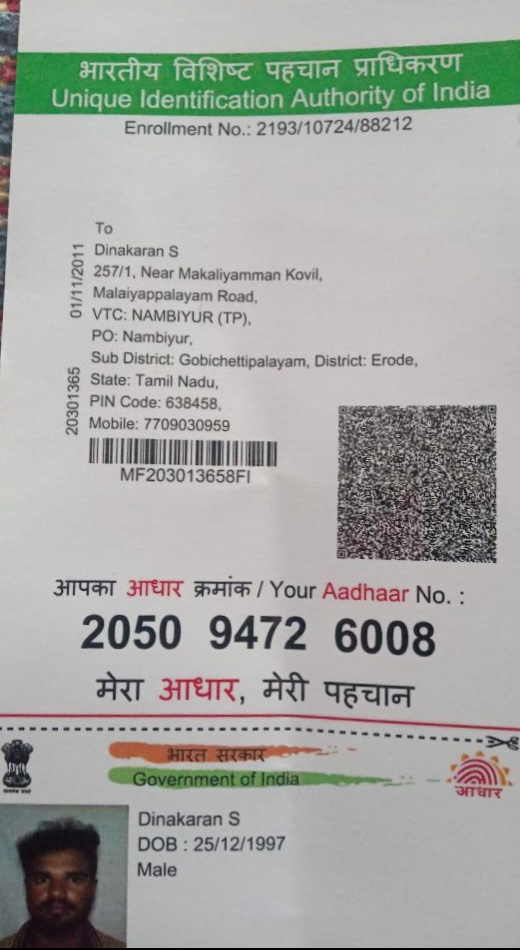 भारतीय विशिष्ट पहचान प्राधिकरण
Unique Identification Authority of India
Enrollment No.: 2193/10724/88212
To
Dinakaran S
257/1, Near Makaliyamman Kovil,
Malaiyappalayam Road,
VTC: NAMBIYUR (TP),
PO: Nambiyur,
Sub District: Gobichettipalayam, District: Erode,
State: Tamil Nadu,
PIN Code: 638458,
Mobile: 7709030959
01/11/2011
20301365
MF203013658FI
आपका आधार क्रमांक / Your Aadhaar No. :
2050 9472 6008
मेरा आधार, मेरी पहचान
भारत सरकार
Government of India
आधार
Dinakaran S
DOB : 25/12/1997
Male